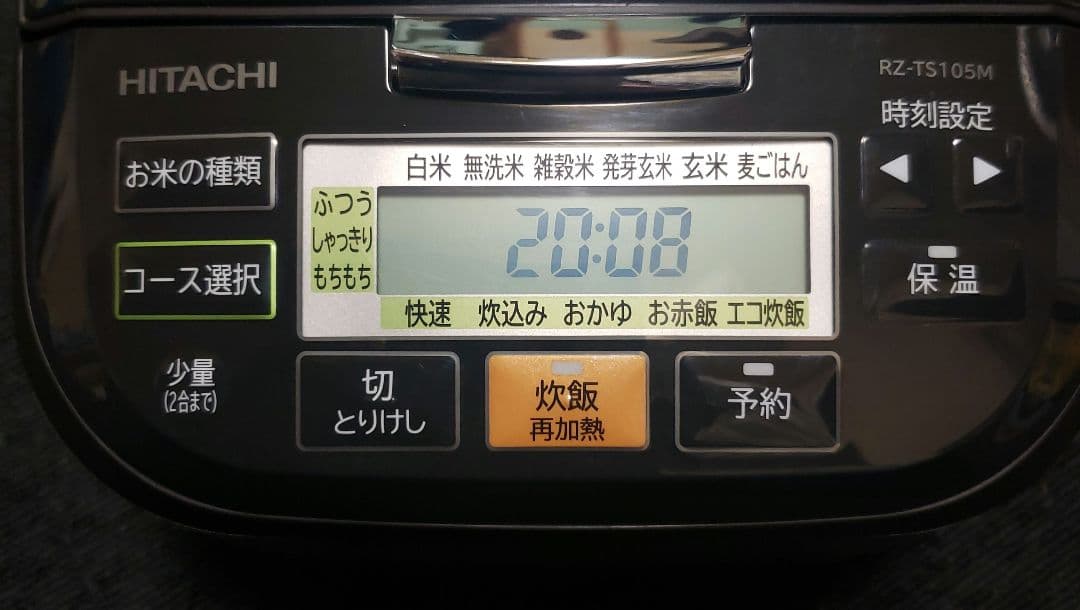 HITACHI
RZ-TS105M
時刻設定
◀ ▶
お米の種類
白米 無洗米 雑穀米 発芽玄米 玄米 麦ごはん
ふつう
しゃっきり
もちもち
20:08
コース選択
保温
快速 炊込み おかゆ お赤飯 エコ炊飯
少量
(2合まで)
切
とりけし
炊飯
再加熱
予約